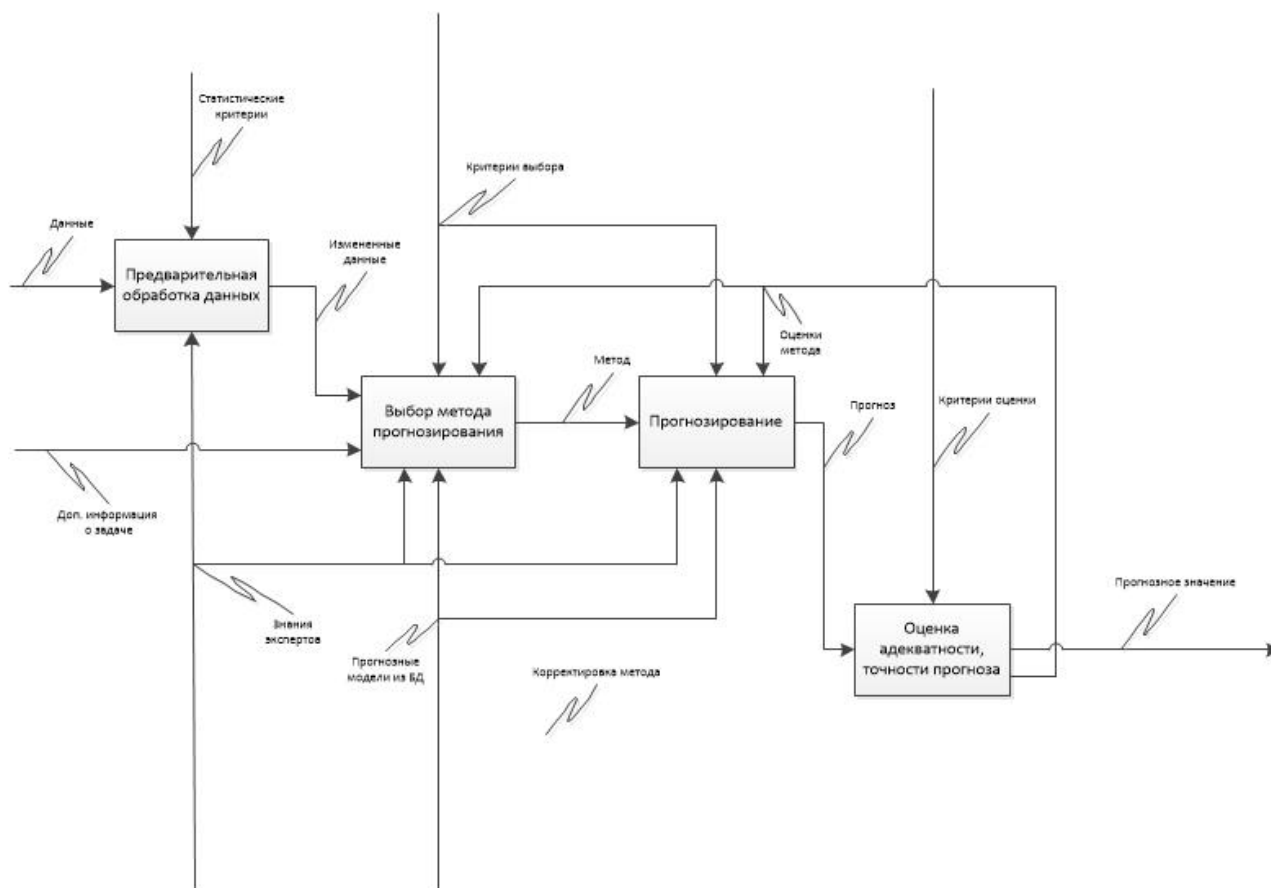 Статистические
критерии
Критерии выбора
Данные
Измененные
данные
Предварительная
обработка данных
Оценки
метода
Метод
Выбор метода
прогнозирования
Прогнозирование
Прогноз
Критерии оценки
Доп. информация
о задаче
Знания
экспертов
Прогнозные
модели из БД
Корректировка метода
Прогнозное значение
Оценка
адекватности,
точности прогноза